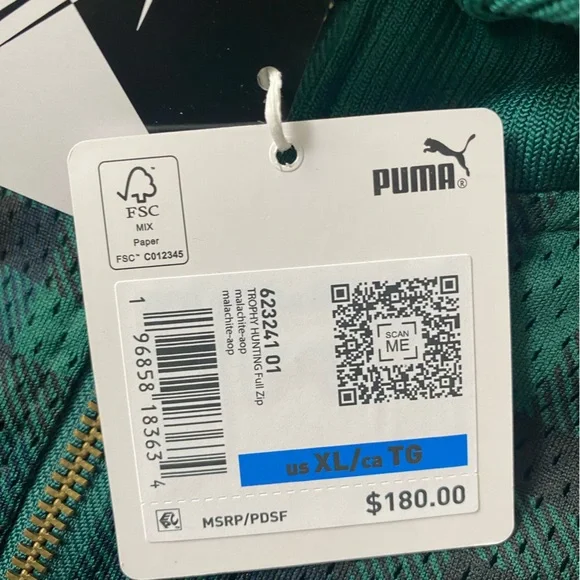 PUMA®
FSC
MIX
Paper
FSC™ C012345
623241 01
TROPHY HUNTING Full Zip
malachite-aop
malachite-aop
1 96858 18363 4
SCAN
ME
US XL/CA TG
MSRP/PDSF
$180.00